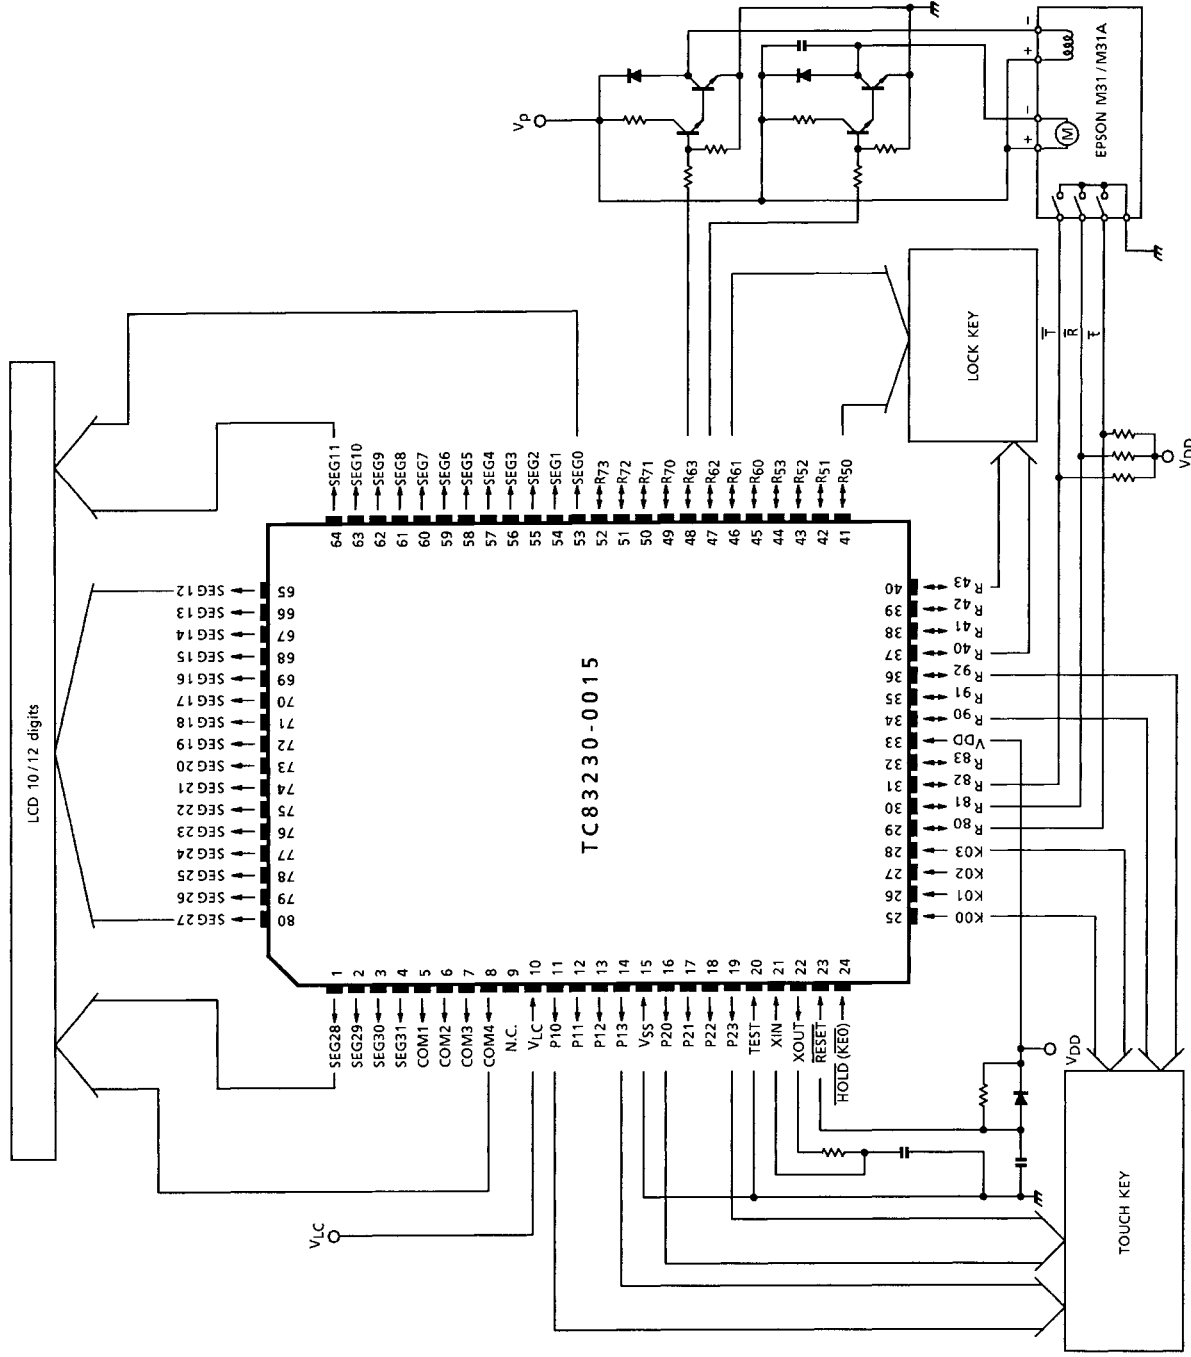 LCD 10/12 digits
VLC
VP
EPSON M31/M31A
+
-
+
-
M
LOCK KEY
T̅
R̅
t̅
VDD
SEG11
SEG10
SEG9
SEG8
SEG7
SEG6
SEG5
SEG4
SEG3
SEG2
SEG1
SEG0
R73
R72
R71
R70
R63
R62
R61
R60
R53
R52
R51
R50
64
63
62
61
60
59
58
57
56
55
54
53
52
51
50
49
48
47
46
45
44
43
42
41
SEG12
SEG13
SEG14
SEG15
SEG16
SEG17
SEG18
SEG19
SEG20
SEG21
SEG22
SEG23
SEG24
SEG25
SEG26
SEG27
65
66
67
68
69
70
71
72
73
74
75
76
77
78
79
80
TC83230-0015
40
39
38
37
36
35
34
33
32
31
30
29
28
27
26
25
R43
R42
R41
R40
R92
R91
R90
VDD
R83
R82
R81
R80
K03
K02
K01
K00
1
2
3
4
5
6
7
8
9
10
11
12
13
14
15
16
17
18
19
20
21
22
23
24
SEG28
SEG29
SEG30
SEG31
COM1
COM2
COM3
COM4
N.C.
VLC
P10
P11
P12
P13
VSS
P20
P21
P22
P23
TEST
XIN
XOUT
RESET
HOLD (KE0)
VDD
TOUCH KEY